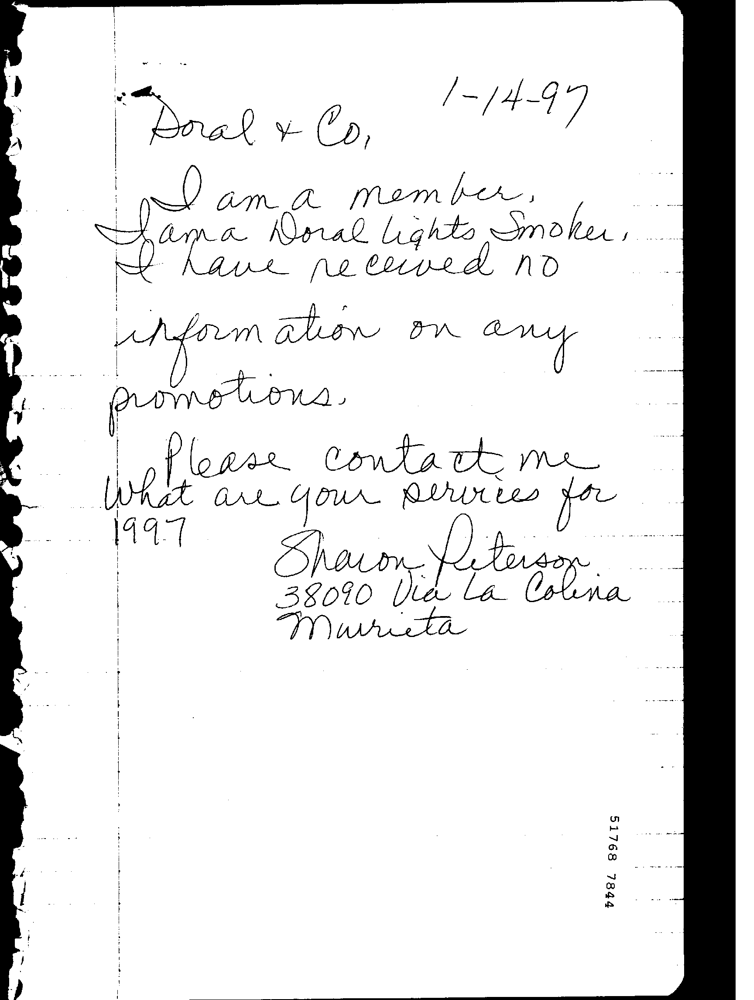 1-14-97
Doral & Co,
I am a member.
I am a Doral Lights Smoker.
I have received no
information on any
promotions.
Please contact me
What are your services for
1997
Sharon Peterson
38090 Via La Colina
Murrieta
51768 7844